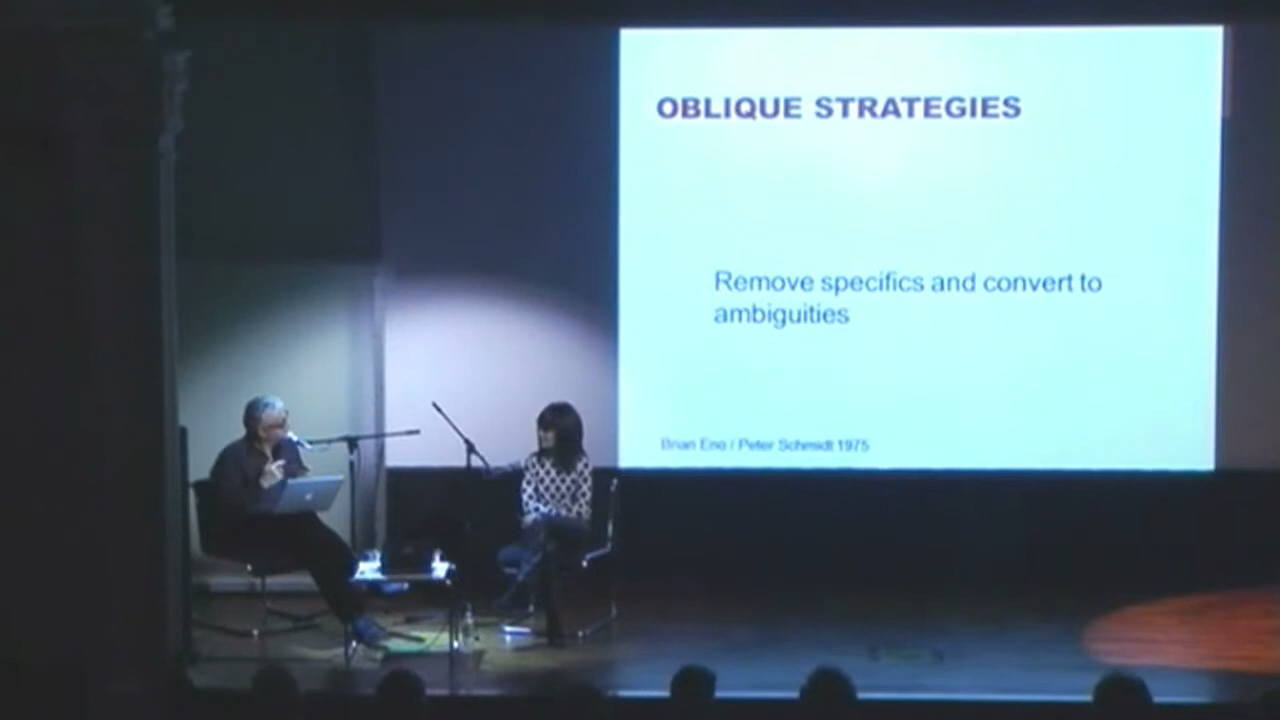 OBLIQUE STRATEGIES
Remove specifics and convert to
ambiguities
Brian Eno / Peter Schmidt 1975